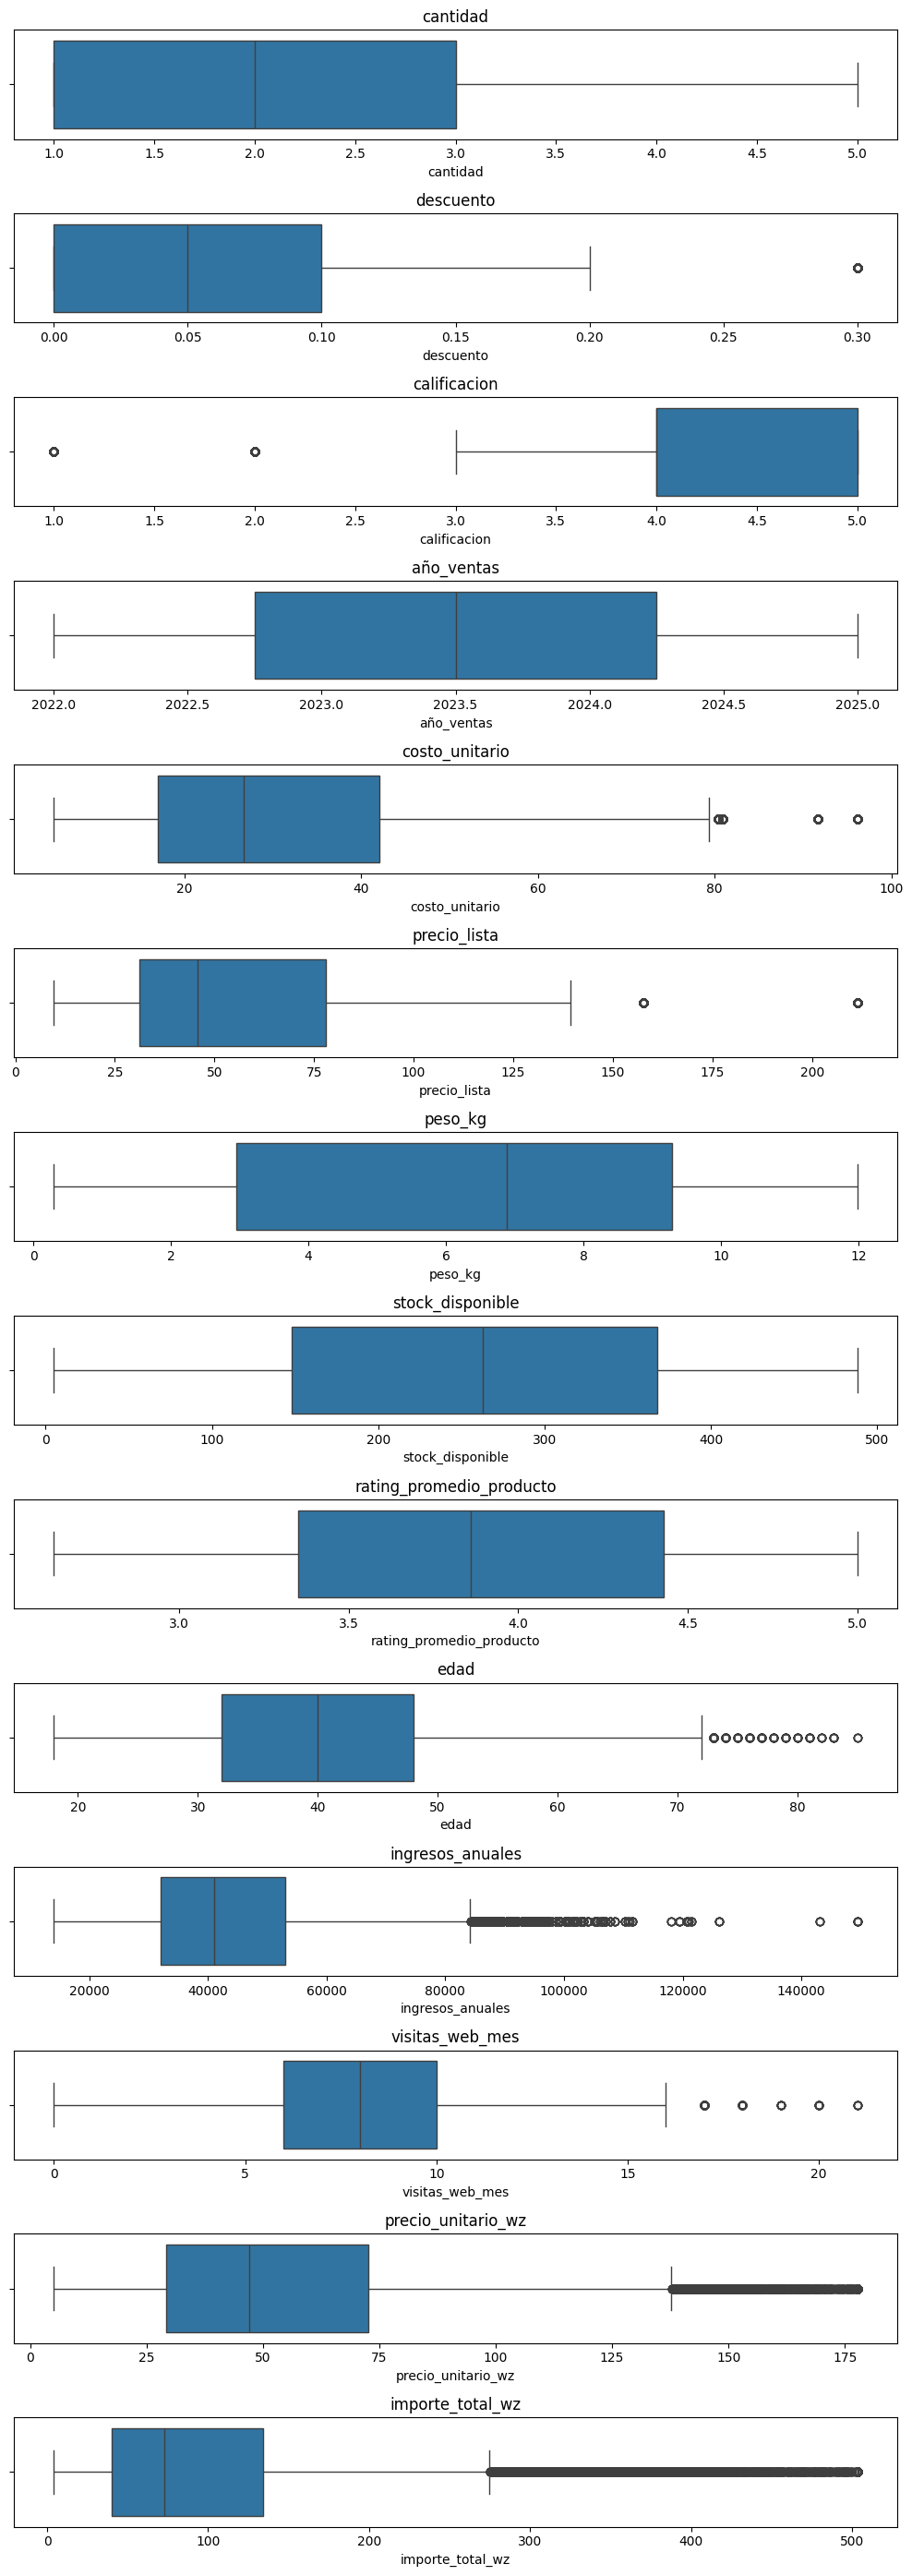 cantidad
1.0 1.5 2.0 2.5 3.0 3.5 4.0 4.5 5.0
cantidad
descuento
0.00 0.05 0.10 0.15 0.20 0.25 0.30
descuento
calificacion
1.0 1.5 2.0 2.5 3.0 3.5 4.0 4.5 5.0
calificacion
año_ventas
2022.0 2022.5 2023.0 2023.5 2024.0 2024.5 2025.0
año_ventas
costo_unitario
20 40 60 80 100
costo_unitario
precio_lista
0 25 50 75 100 125 150 175 200
precio_lista
peso_kg
0 2 4 6 8 10 12
peso_kg
stock_disponible
0 100 200 300 400 500
stock_disponible
rating_promedio_producto
3.0 3.5 4.0 4.5 5.0
rating_promedio_producto
edad
20 30 40 50 60 70 80
edad
ingresos_anuales
20000 40000 60000 80000 100000 120000 140000
ingresos_anuales
visitas_web_mes
0 5 10 15 20
visitas_web_mes
precio_unitario_wz
0 25 50 75 100 125 150 175
precio_unitario_wz
importe_total_wz
0 100 200 300 400 500
importe_total_wz